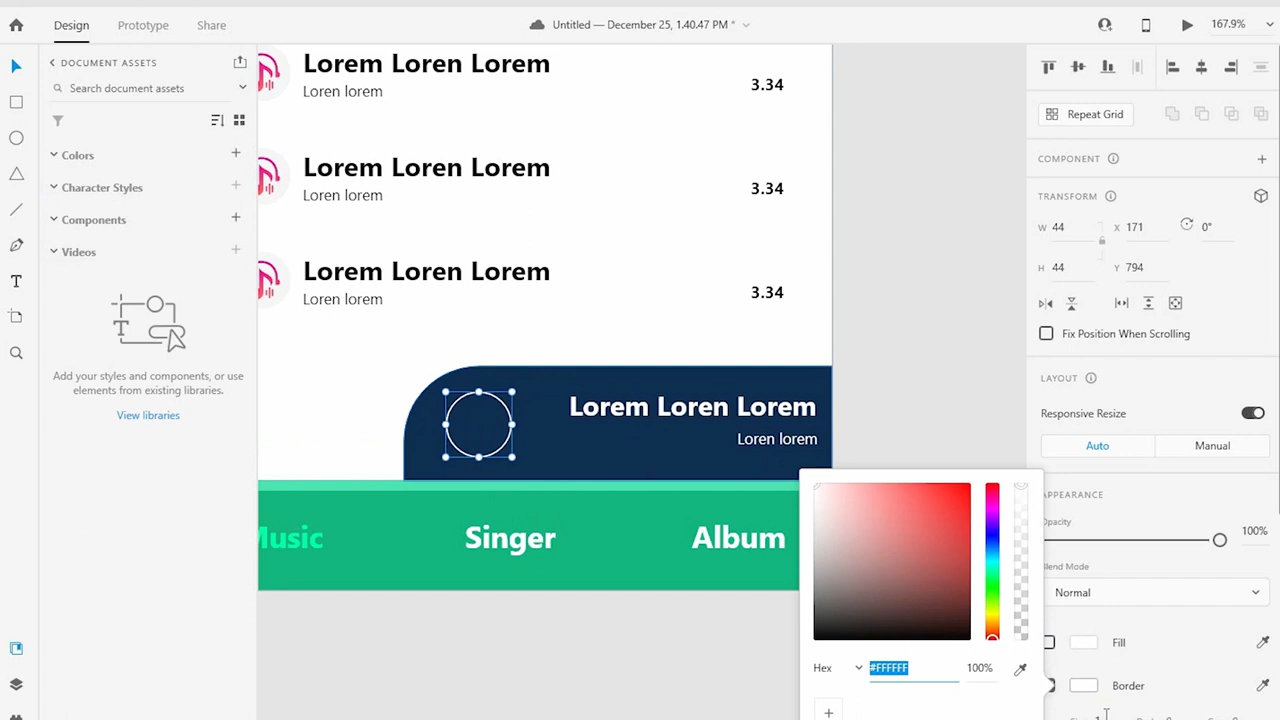 Design
Prototype
Share
Untitled — December 25, 1.40.47 PM *
167.9%
DOCUMENT ASSETS
Search document assets
Colors
Character Styles
Components
Videos
Add your styles and components, or use
elements from existing libraries.
View libraries
Lorem Loren Lorem
Loren lorem
3.34
Lorem Loren Lorem
Loren lorem
3.34
Lorem Loren Lorem
Loren lorem
3.34
Lorem Loren Lorem
Loren lorem
Music
Singer
Album
Hex
#FFFFFF
100%
Repeat Grid
COMPONENT
TRANSFORM
W 44
X 171
0°
H 44
Y 794
Fix Position When Scrolling
LAYOUT
Responsive Resize
Auto
Manual
APPEARANCE
Opacity
100%
Blend Mode
Normal
Fill
Border